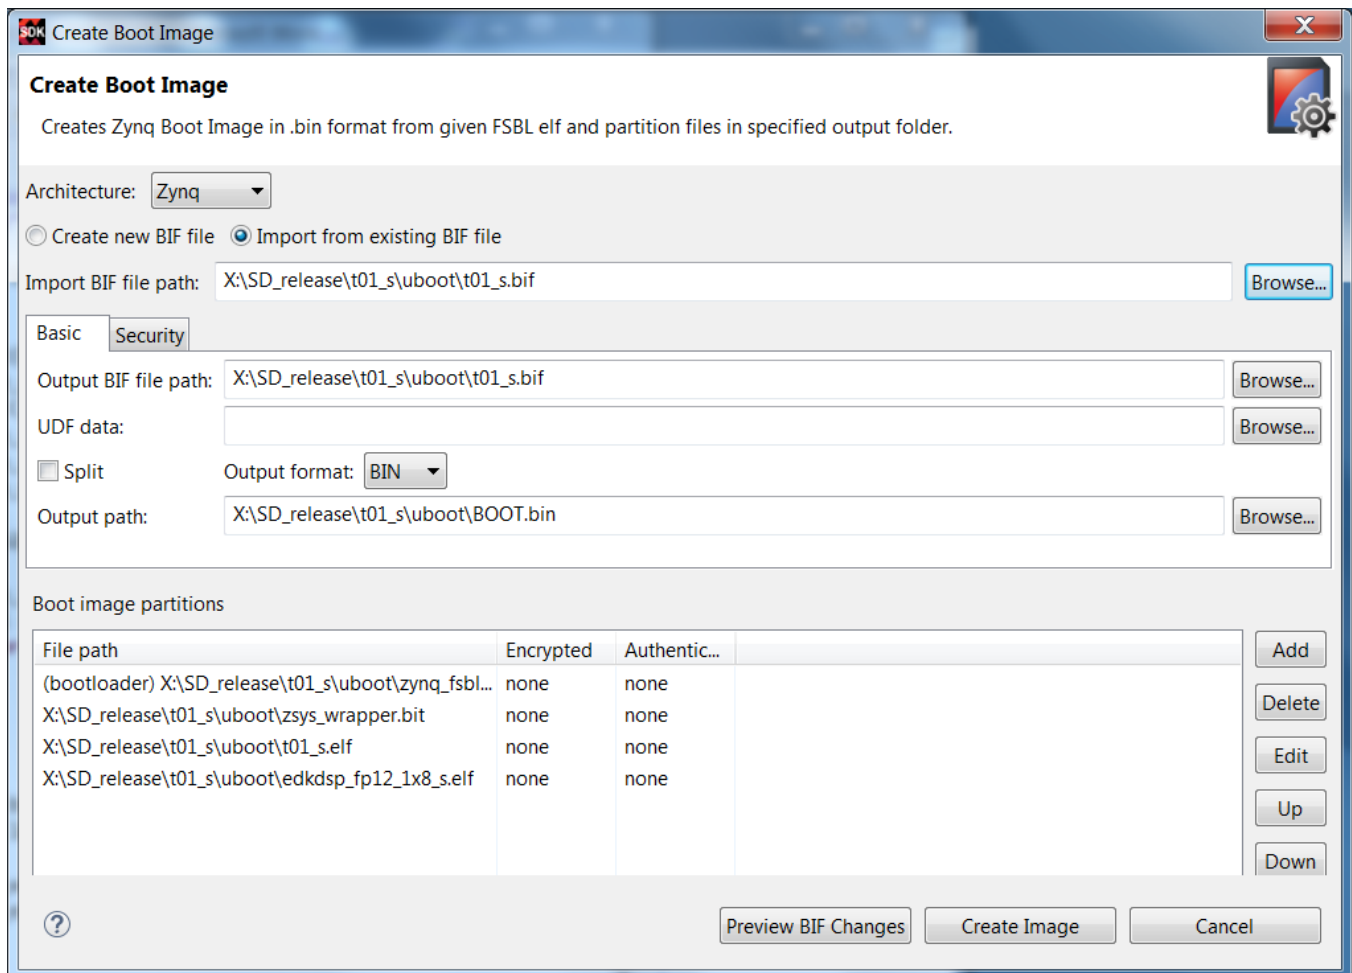 SDK Create Boot Image
X
Create Boot Image
Creates Zynq Boot Image in .bin format from given FSBL elf and partition files in specified output folder.
Architecture: Zynq
Create new BIF file Import from existing BIF file
Import BIF file path: X:\SD_release\t01_s\uboot\t01_s.bif Browse...
Basic Security
Output BIF file path: X:\SD_release\t01_s\uboot\t01_s.bif Browse...
UDF data: Browse...
Split Output format: BIN
Output path: X:\SD_release\t01_s\uboot\BOOT.bin Browse...
Boot image partitions
File path Encrypted Authentic... Add
(bootloader) X:\SD_release\t01_s\uboot\zynq_fsbl... none none
Delete
X:\SD_release\t01_s\uboot\zsys_wrapper.bit none none
X:\SD_release\t01_s\uboot\t01_s.elf none none
Edit
X:\SD_release\t01_s\uboot\edkdsp_fp12_1x8_s.elf none none
Up
Down
? Preview BIF Changes Create Image Cancel